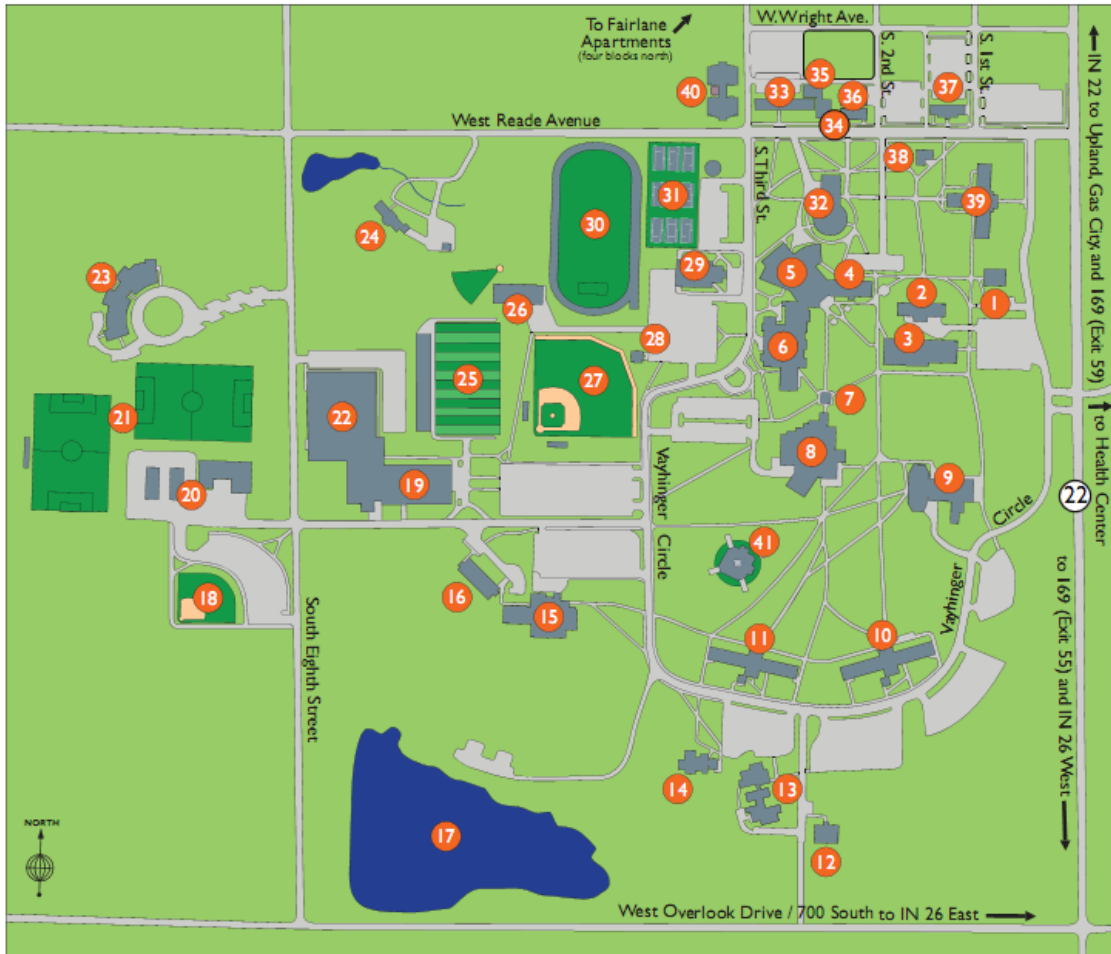 To Fairlane
Apartments
(four blocks north)
W. Wright Ave.
S. 2nd St.
S. 1st St.
IN 22 to Upland, Gas City, and 169 (Exit 59)
40
33
35
36
37
34
West Reade Avenue
S. Third St.
38
39
31
32
30
24
23
29
5
4
2
1
26
28
3
6
25
27
7
21
22
8
to Health Center
20
19
9
22
Vayhinger
Circle
Circle
Vayhinger
41
16
15
18
South Eighth Street
11
10
to 169 (Exit 55) and IN 26 West
14
13
17
12
NORTH
West Overlook Drive / 700 South to IN 26 East